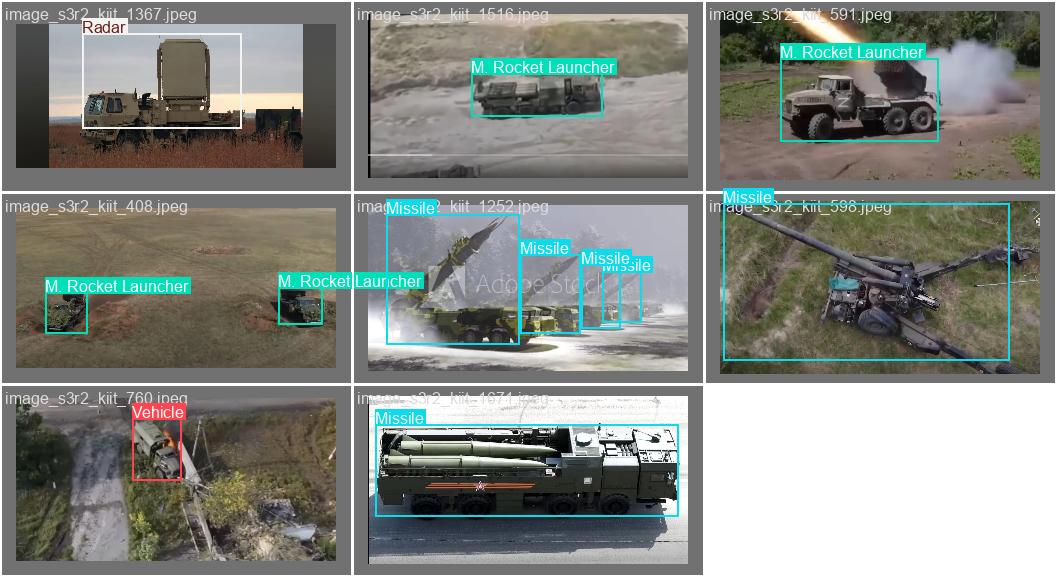 image_s3r2_kiit_1367.jpeg
Radar
image_s3r2_kiit_1516.jpeg
M. Rocket Launcher
image_s3r2_kiit_591.jpeg
M. Rocket Launcher
Z
image_s3r2_kiit_408.jpeg
M. Rocket Launcher
M. Rocket Launcher
image_s3r2_kiit_1252.jpeg
Missile
Missile
Missile
Missile
Adobe Stock
image_s3r2_kiit_598.jpeg
Missile
image_s3r2_kiit_760.jpeg
Vehicle
image_s3r2_kiit_1671.jpeg
Missile